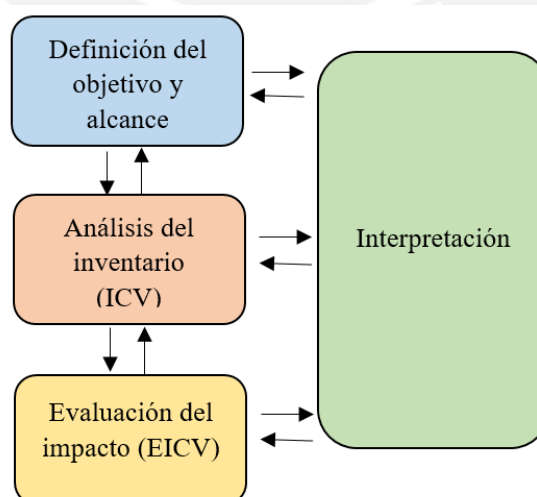 Definición del
objetivo y
alcance
Análisis del
inventario
(ICV)
Interpretación
Evaluación del
impacto (EICV)